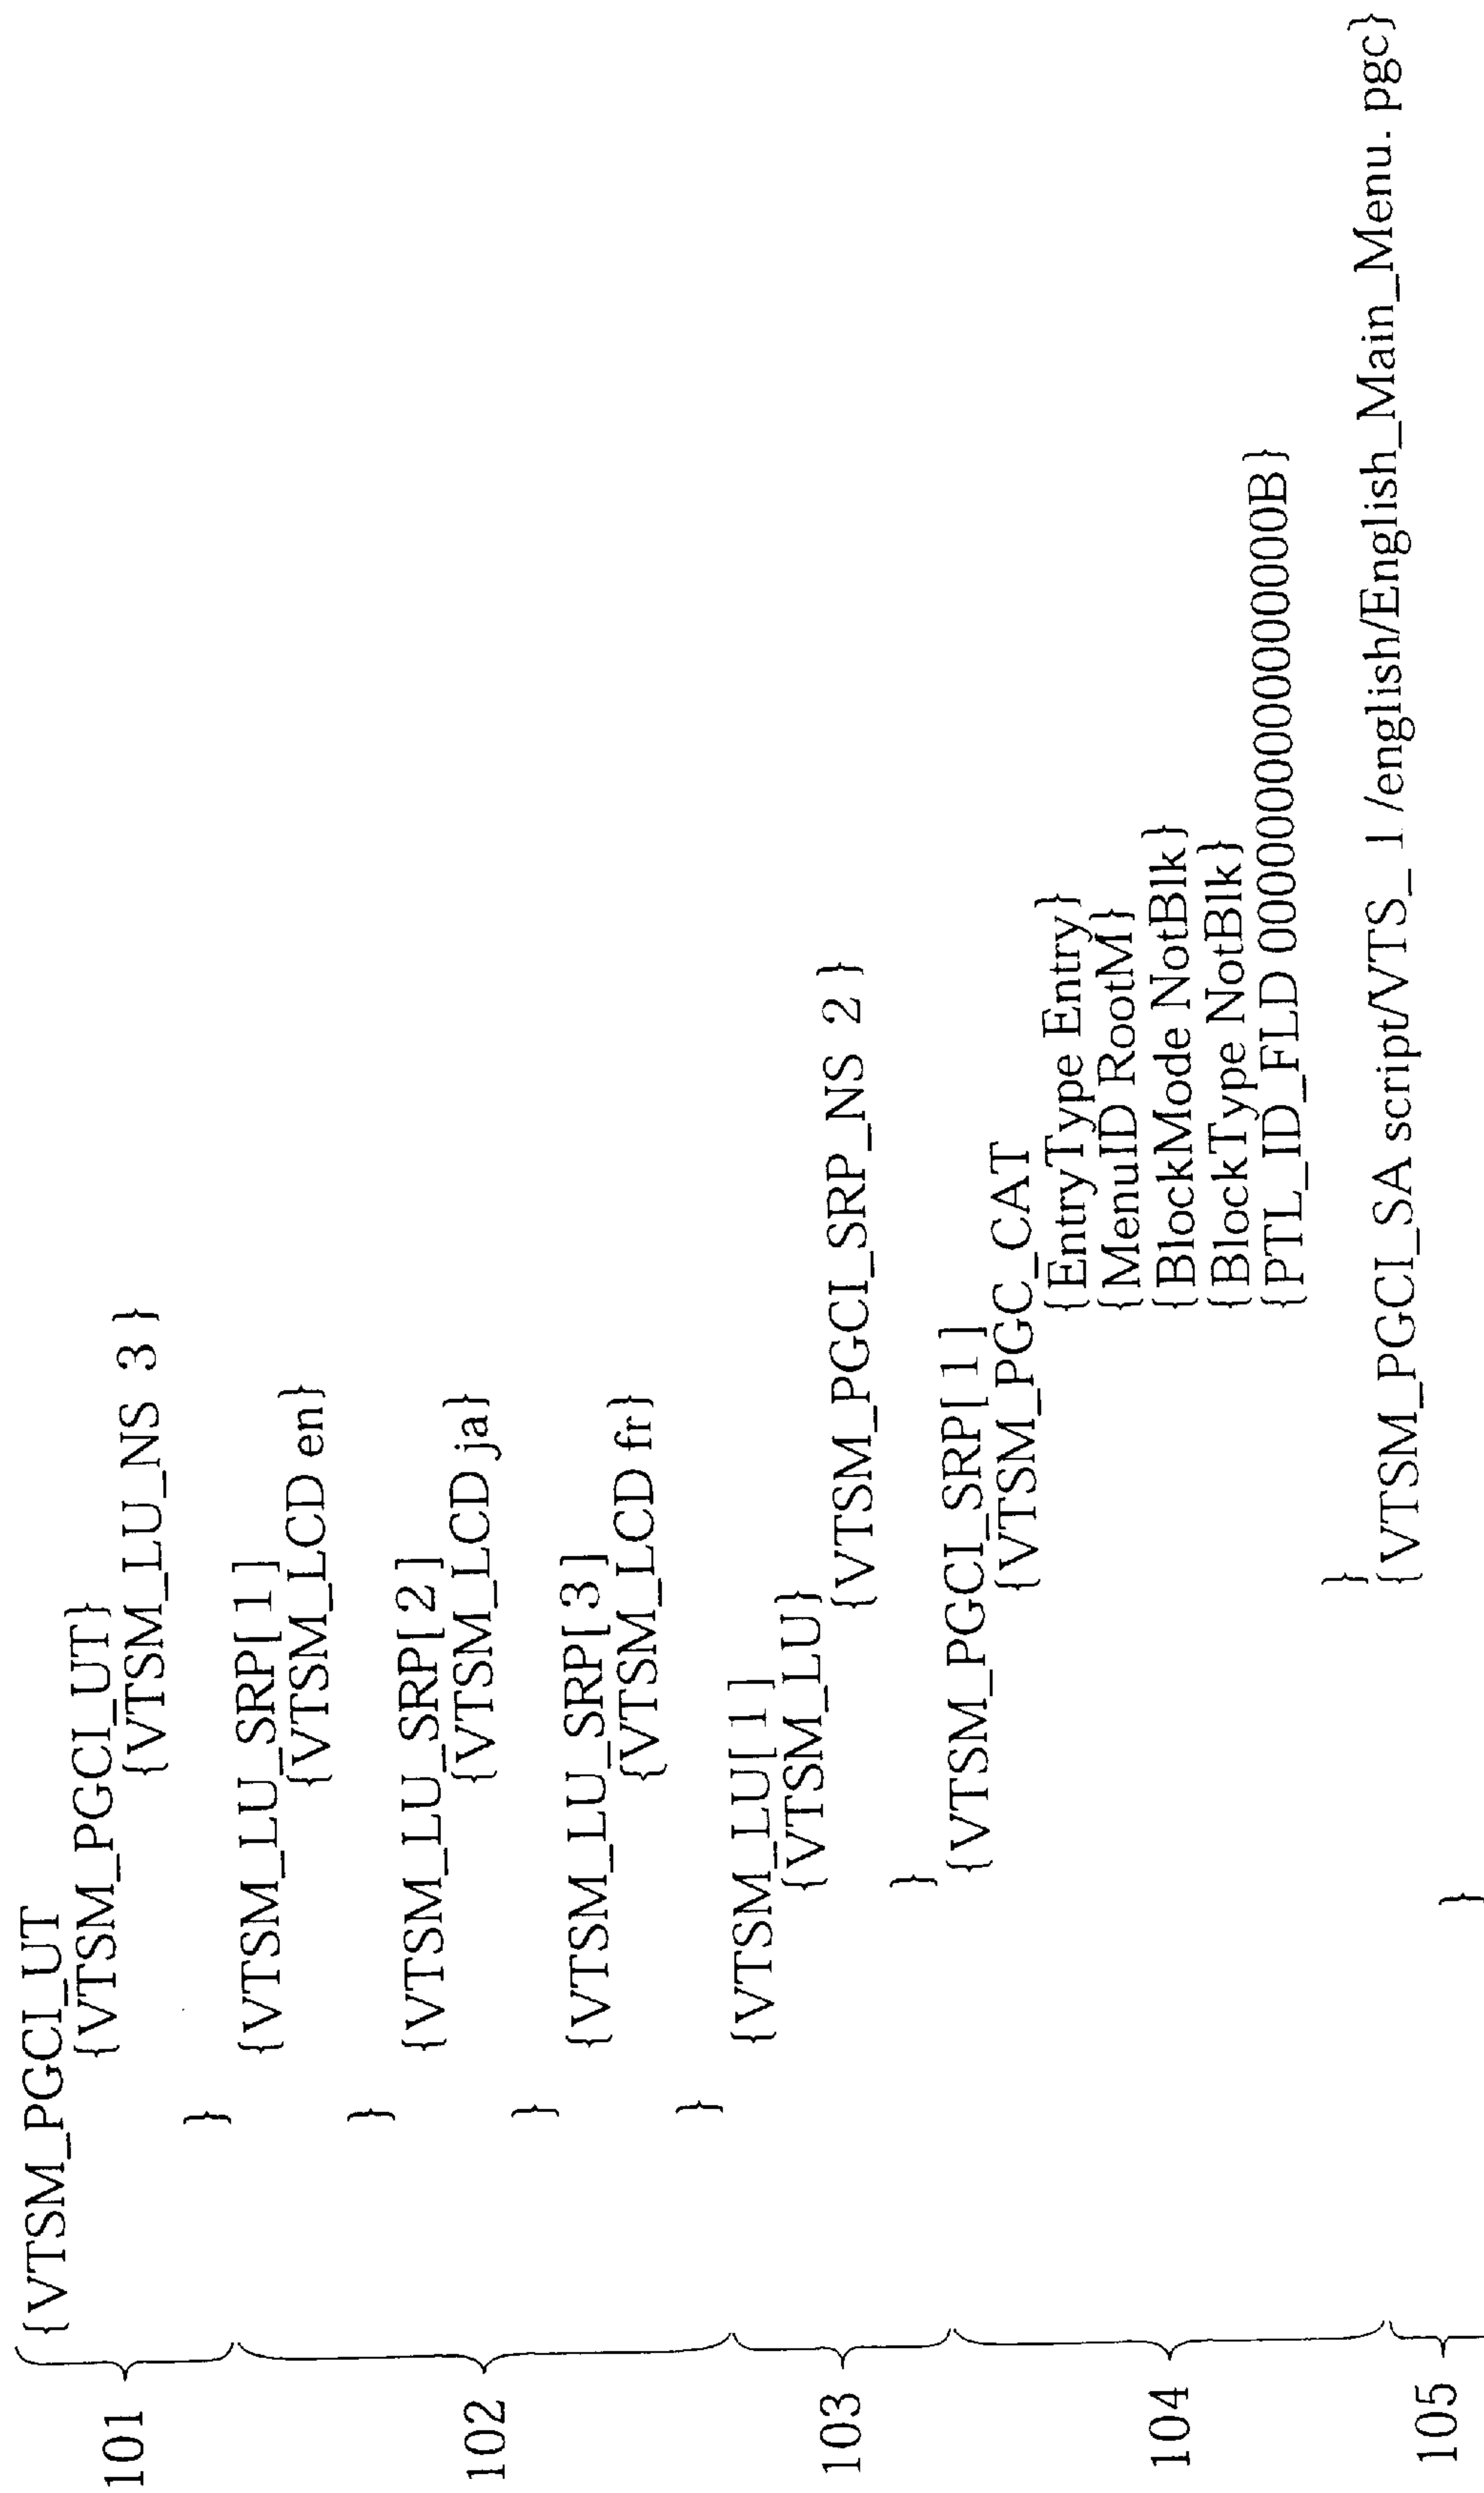 {VTSM_PGCI_UT
{VTSM_PGCI_UT}
101
{VTSM_LU_NS 3 }
}
{VTSM_LU_SRP[ 1 ]
{VTSM_LCD en}
}
{VTSM_LU_SRP[ 2 ]
{VTSM_LCD ja}
102
}
{VTSM_LU_SRP[ 3 ]
{VTSM_LCD fr}
}
{VTSM_LU[ 1 ]
{VTSM_LU}
103
{VTSM_PGCI_SRP_NS 2 }
}
{VTSM_PGCI_SRP[ 1 ]
{VTSM_PGC_CAT
{EntryType Entry}
{MenuID RootM}
104
{BlockMode NotBlk}
{BlockType NotBlk}
{PTL_ID_FLD 0000000000000000B}
}
{VTSM_PGCI_SA script/VTS_ 1 /english/English_Main_Menu. pgc}
105
}